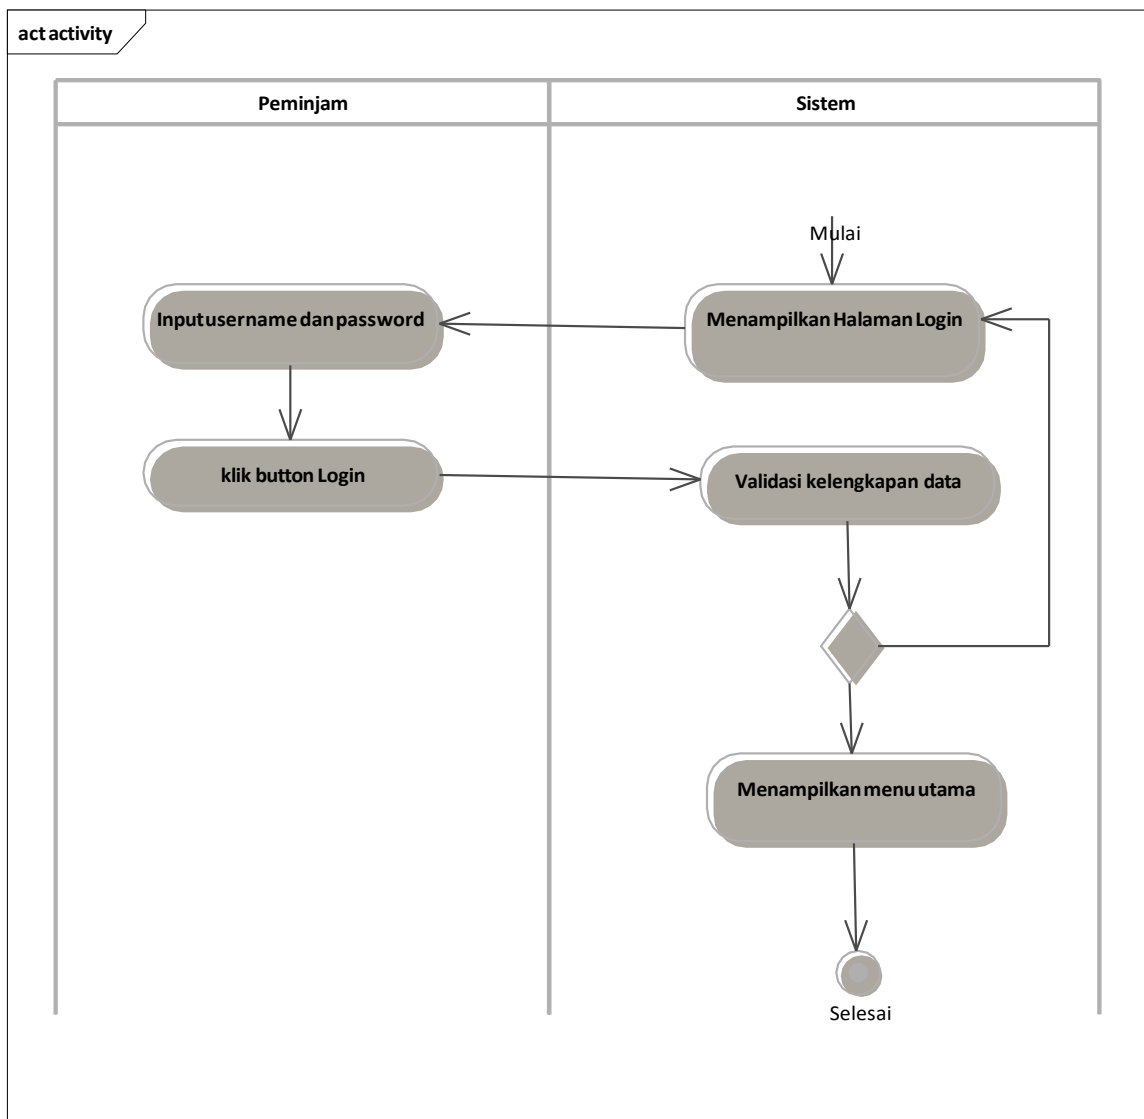 act activity
Peminjam
Sistem
Mulai
Input username dan password
Menampilkan Halaman Login
klik button Login
Validasi kelengkapan data
Menampilkan menu utama
Selesai